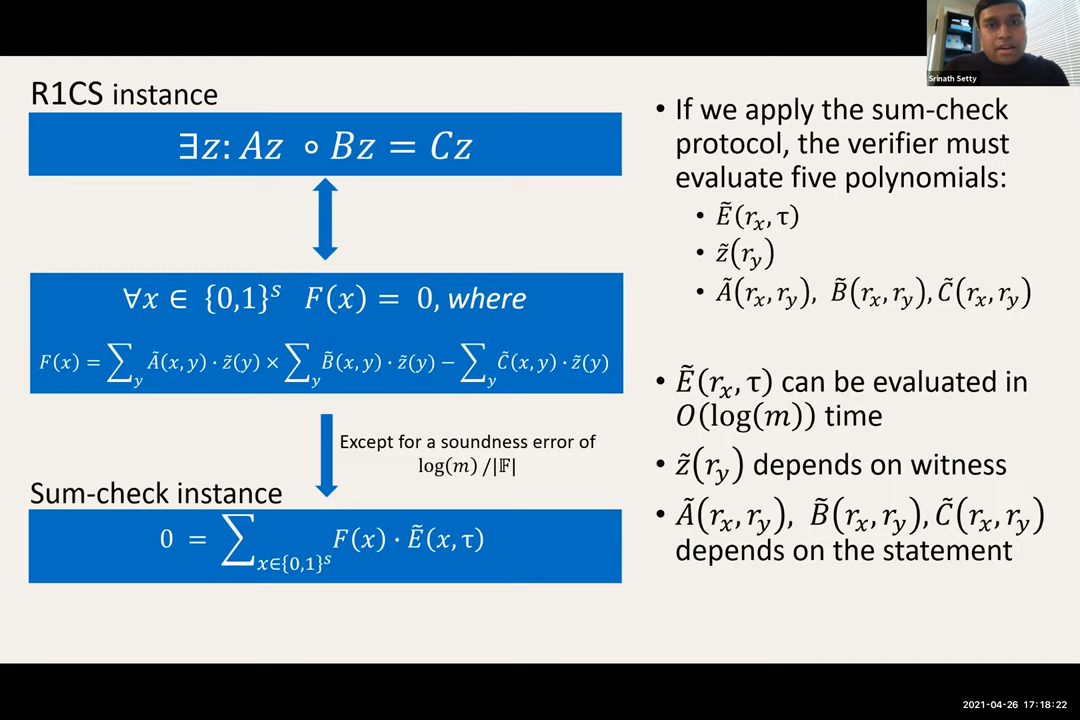 R1CS instance
∃z: Az ∘ Bz = Cz
∀x ∈ {0,1}^s F(x) = 0, where
F(x) = ∑_y Ã(x, y) · z̃(y) × ∑_y B̃(x, y) · z̃(y) − ∑_y C̃(x, y) · z̃(y)
Except for a soundness error of
log(m) /|𝔽|
Sum-check instance
0 = ∑_{x∈{0,1}^s} F(x) · Ẽ(x, τ)
• If we apply the sum-check
protocol, the verifier must
evaluate five polynomials:
• Ẽ(r_x, τ)
• z̃(r_y)
• Ã(r_x, r_y), B̃(r_x, r_y), C̃(r_x, r_y)
• Ẽ(r_x, τ) can be evaluated in
O(log(m)) time
• z̃(r_y) depends on witness
• Ã(r_x, r_y), B̃(r_x, r_y), C̃(r_x, r_y)
depends on the statement
Srinath Setty
2021-04-26 17:18:22